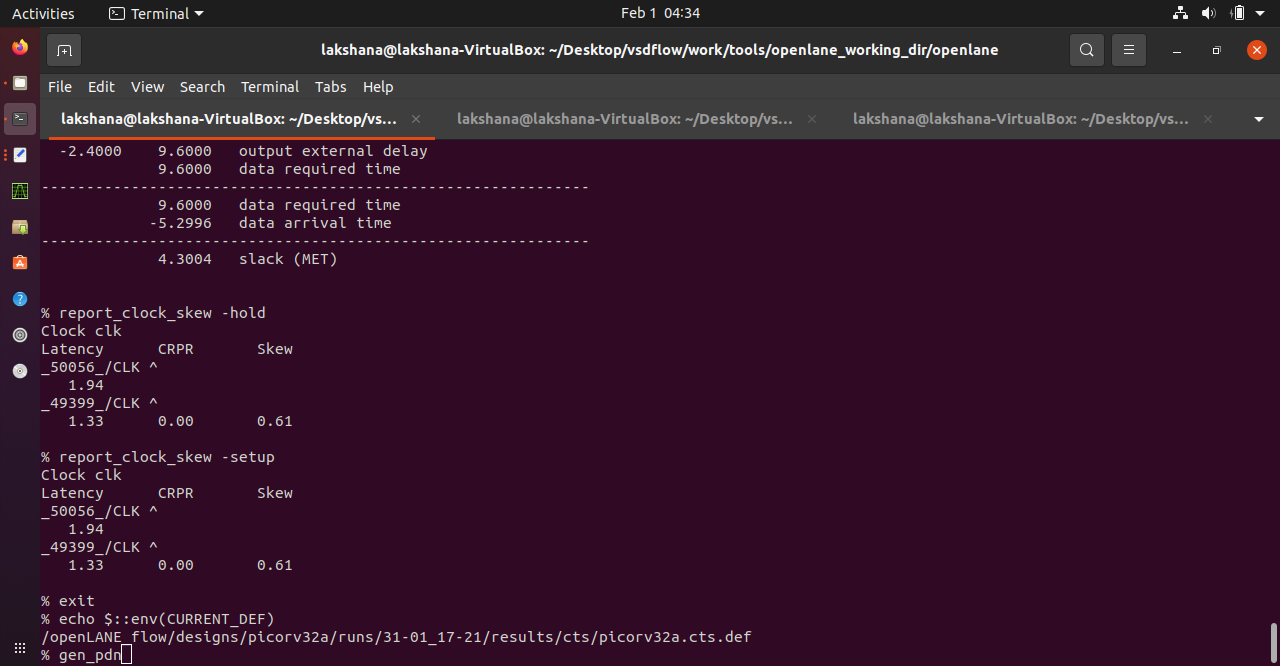 Activities Terminal Feb 1 04:34
lakshana@lakshana-VirtualBox: ~/Desktop/vsdflow/work/tools/openlane_working_dir/openlane
File Edit View Search Terminal Tabs Help
lakshana@lakshana-VirtualBox: ~/Desktop/vs... lakshana@lakshana-VirtualBox: ~/Desktop/vs... lakshana@lakshana-VirtualBox: ~/Desktop/vs...
-2.4000 9.6000 output external delay
9.6000 data required time
-------------------------------------------------------------
9.6000 data required time
-5.2996 data arrival time
-------------------------------------------------------------
4.3004 slack (MET)
% report_clock_skew -hold
Clock clk
Latency CRPR Skew
_50056_/CLK ^
1.94
_49399_/CLK ^
1.33 0.00 0.61
% report_clock_skew -setup
Clock clk
Latency CRPR Skew
_50056_/CLK ^
1.94
_49399_/CLK ^
1.33 0.00 0.61
% exit
% echo $::env(CURRENT_DEF)
/openLANE_flow/designs/picorv32a/runs/31-01_17-21/results/cts/picorv32a.cts.def
% gen_pdn